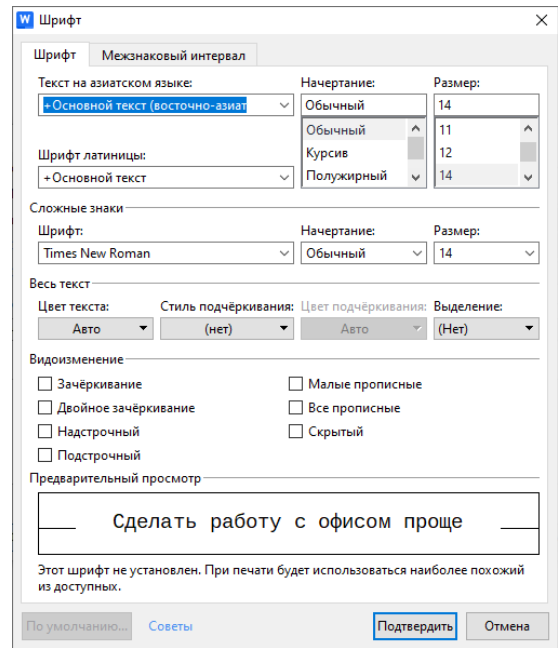 W Шрифт
Шрифт Межзнаковый интервал
Текст на азиатском языке: Начертание: Размер:
+Основной текст (восточно-азиат Обычный 14
Обычный 11
Курсив 12
Полужирный 14
Шрифт латиницы:
+Основной текст
Сложные знаки
Шрифт: Начертание: Размер:
Times New Roman Обычный 14
Весь текст
Цвет текста: Стиль подчёркивания: Цвет подчёркивания: Выделение:
Авто (нет) Авто (Нет)
Видоизменение
Зачёркивание Малые прописные
Двойное зачёркивание Все прописные
Надстрочный Скрытый
Подстрочный
Предварительный просмотр
Сделать работу с офисом проще
Этот шрифт не установлен. При печати будет использоваться наиболее похожий
из доступных.
По умолчанию... Советы Подтвердить Отмена